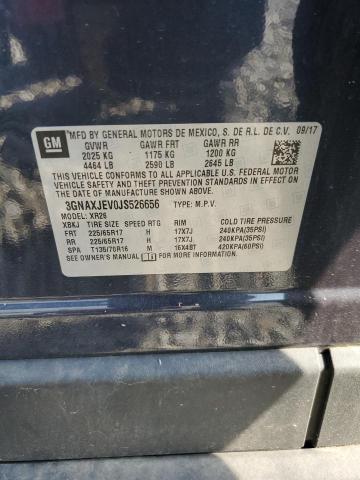 GM
MFD BY GENERAL MOTORS DE MEXICO, S. DE R.L. DE C.V. 09/17
GVWR GAWR FRT GAWR RR
2025 KG 1175 KG 1200 KG
4464 LB 2590 LB 2645 LB
THIS VEHICLE CONFORMS TO ALL APPLICABLE U.S. FEDERAL MOTOR
VEHICLE SAFETY, BUMPER, AND THEFT PREVENTION STANDARDS IN EFFECT ON
THE DATE OF MANUFACTURE SHOWN ABOVE.
3GNAXJEV0JS526656 TYPE: M.P.V.
MODEL: XR26
XBKJ TIRE SIZE SPEED RTG RIM COLD TIRE PRESSURE
FRT 225/65R17 H 17X7J 240KPA(35PSI)
RR 225/65R17 H 17X7J 240KPA(35PSI)
SPA T135/70R16 M 16X4BT 420KPA(60PSI)
SEE OWNER'S MANUAL FOR ADDITIONAL INFORMATION.